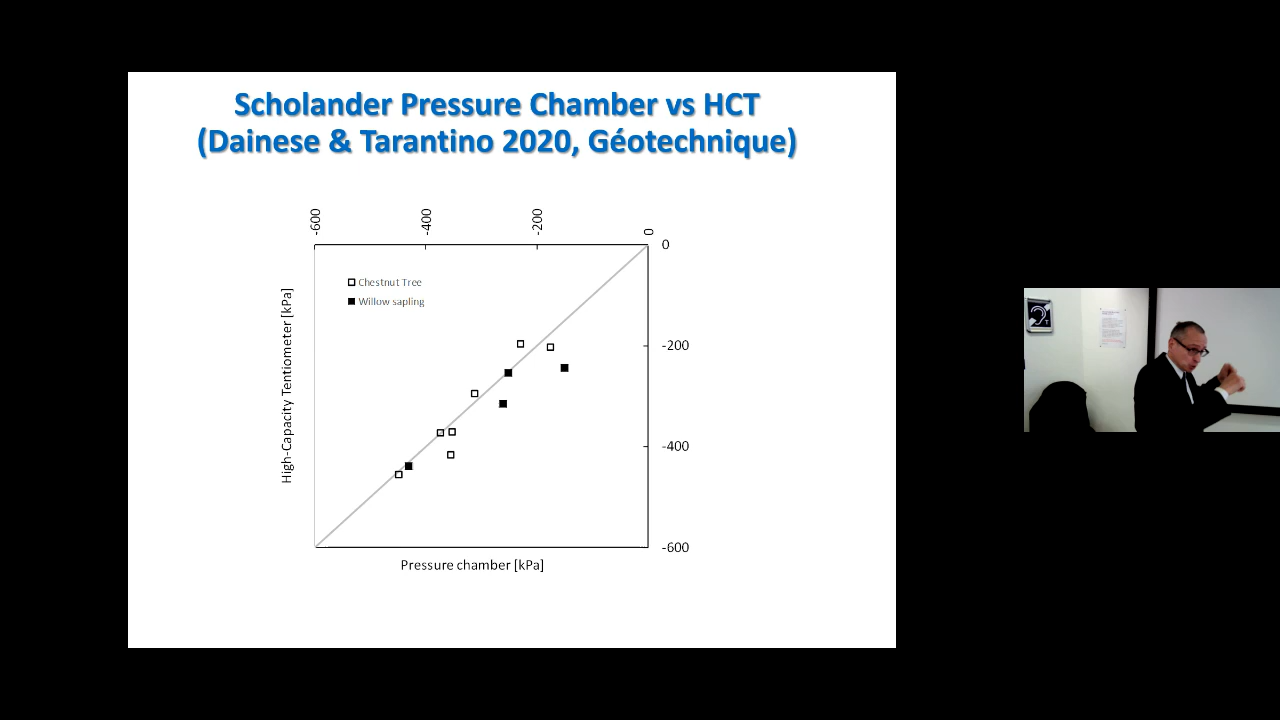 Scholander Pressure Chamber vs HCT
(Dainese & Tarantino 2020, Géotechnique)
-600
-400
-200
0
0
Chestnut Tree
Willow sapling
-200
-400
-600
High-Capacity Tentiometer [kPa]
Pressure chamber [kPa]
T